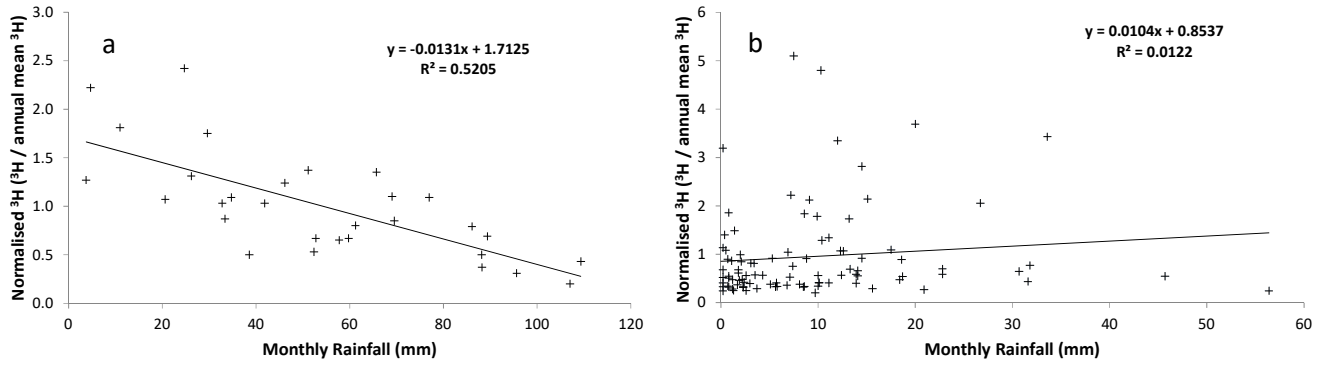 a
y = -0.0131x + 1.7125
R² = 0.5205
Normalised ³H (³H / annual mean ³H)
3.0
2.5
2.0
1.5
1.0
0.5
0.0
0 20 40 60 80 100 120
Monthly Rainfall (mm)
b
y = 0.0104x + 0.8537
R² = 0.0122
Normalised ³H (³H / annual mean ³H)
6
5
4
3
2
1
0
0 10 20 30 40 50 60
Monthly Rainfall (mm)